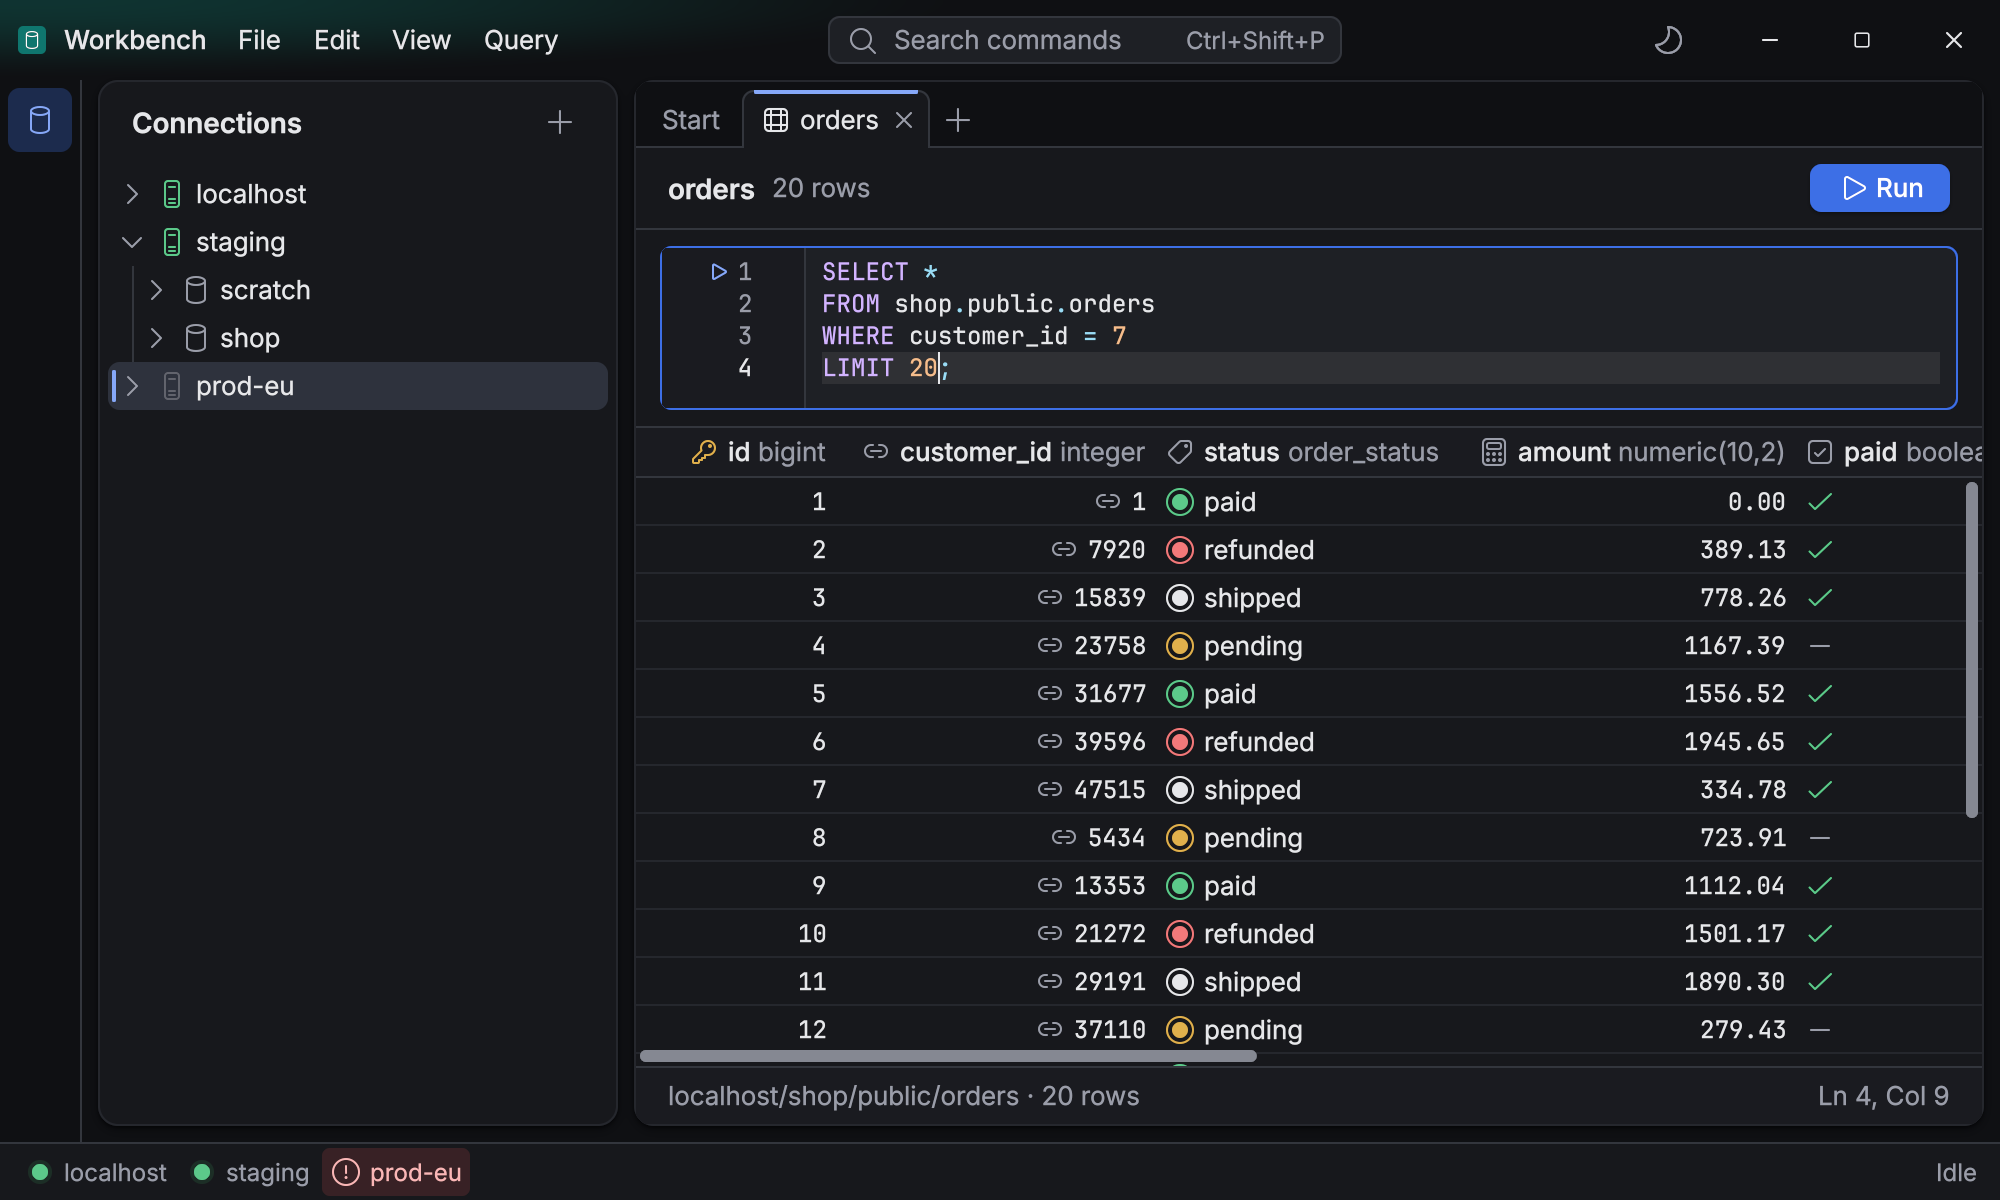 Workbench File Edit View Query Search commands Ctrl+Shift+P
Connections
localhost
staging
scratch
shop
prod-eu
Start orders
orders 20 rows Run
1 SELECT *
2 FROM shop.public.orders
3 WHERE customer_id = 7
4 LIMIT 20;
id bigint customer_id integer status order_status amount numeric(10,2) paid boolea
1 1 paid 0.00
2 7920 refunded 389.13
3 15839 shipped 778.26
4 23758 pending 1167.39
5 31677 paid 1556.52
6 39596 refunded 1945.65
7 47515 shipped 334.78
8 5434 pending 723.91
9 13353 paid 1112.04
10 21272 refunded 1501.17
11 29191 shipped 1890.30
12 37110 pending 279.43
localhost/shop/public/orders · 20 rows Ln 4, Col 9
localhost staging prod-eu Idle